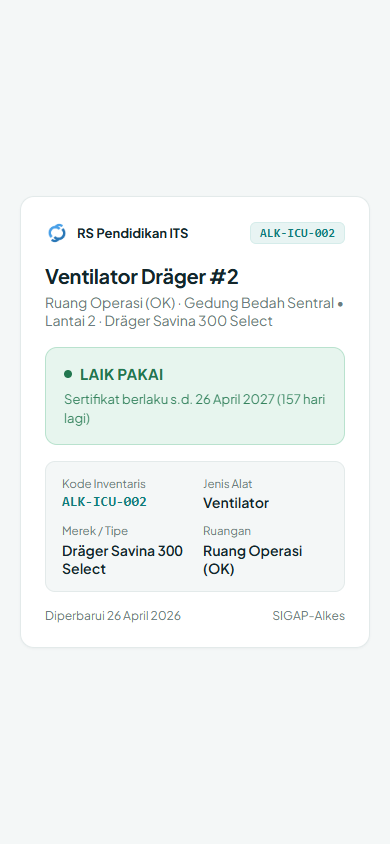 RS Pendidikan ITS
ALK-ICU-002
Ventilator Dräger #2
Ruang Operasi (OK) · Gedung Bedah Sentral •
Lantai 2 · Dräger Savina 300 Select
LAIK PAKAI
Sertifikat berlaku s.d. 26 April 2027 (157 hari
lagi)
Kode Inventaris
ALK-ICU-002
Jenis Alat
Ventilator
Merek / Tipe
Dräger Savina 300
Select
Ruangan
Ruang Operasi
(OK)
Diperbarui 26 April 2026
SIGAP-Alkes